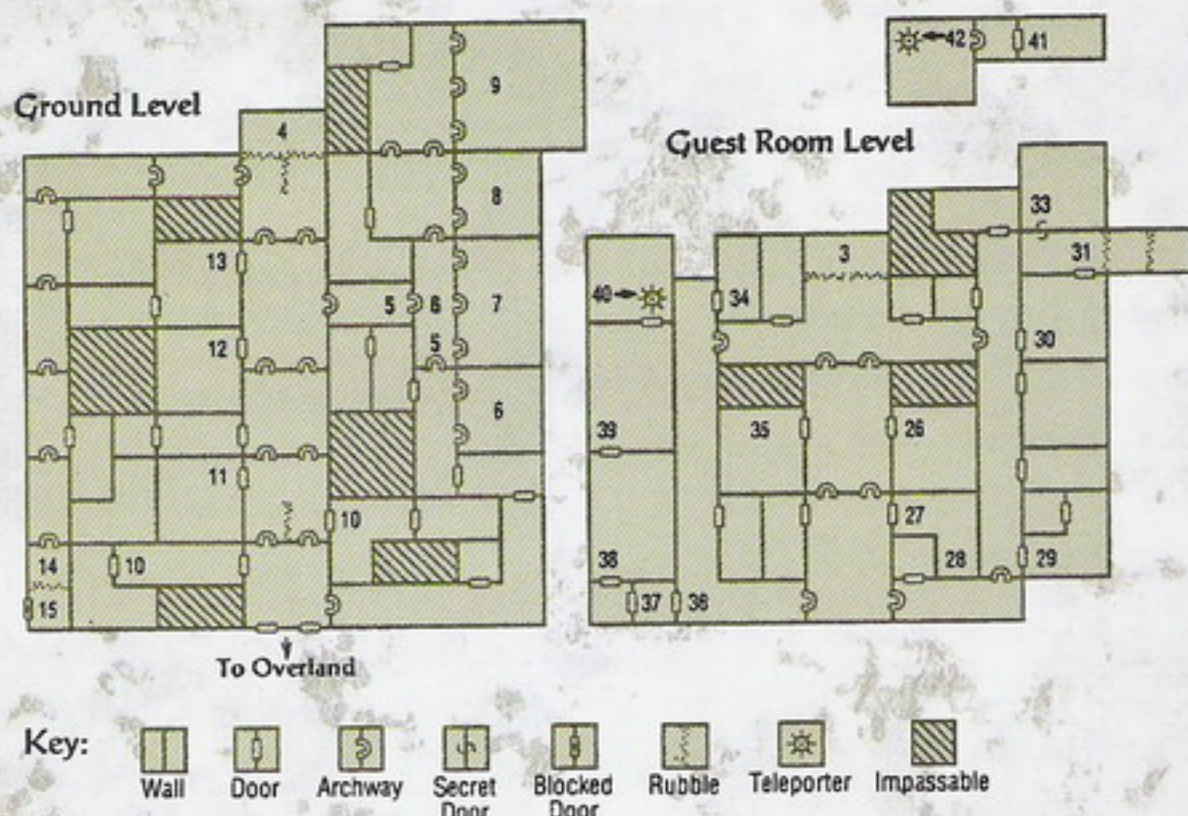 Ground Level
4
9
8
13
5
6
7
12
5
6
11
10
14
10
15
To Overland
42
41
Guest Room Level
33
3
31
40
34
30
39
35
26
27
38
28
29
37
36
Key:
Wall
Door
Archway
Secret
Door
Blocked
Door
Rubble
Teleporter
Impassable